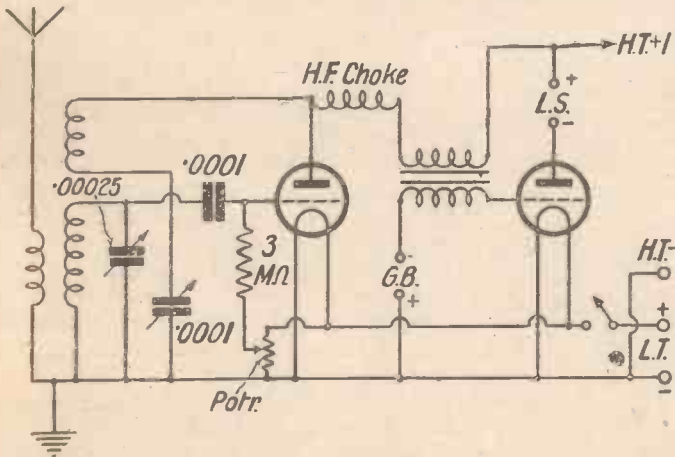 H.T.+1
H.F. Choke
+
L.S.
-
.0001
.00025
3
MΩ
-
G.B.
+
.0001
Potr.
H.T.-
+
L.T.
-